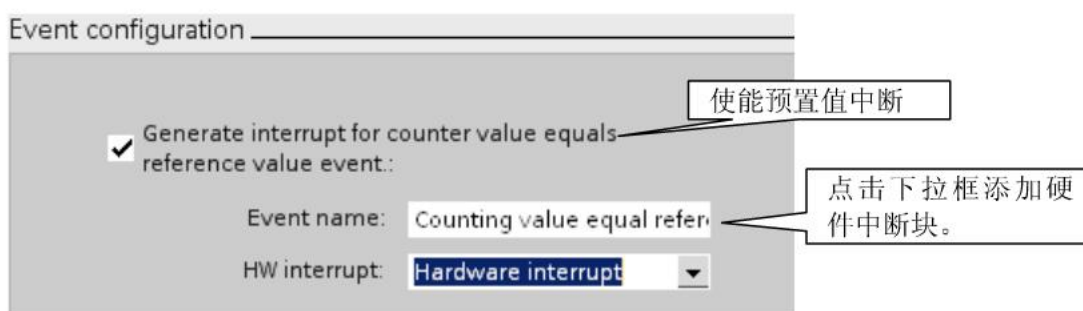 Event configuration
使能预置值中断
Generate interrupt for counter value equals
reference value event.:
点击下拉框添加硬
件中断块。
Event name: Counting value equal refer
HW interrupt: Hardware interrupt